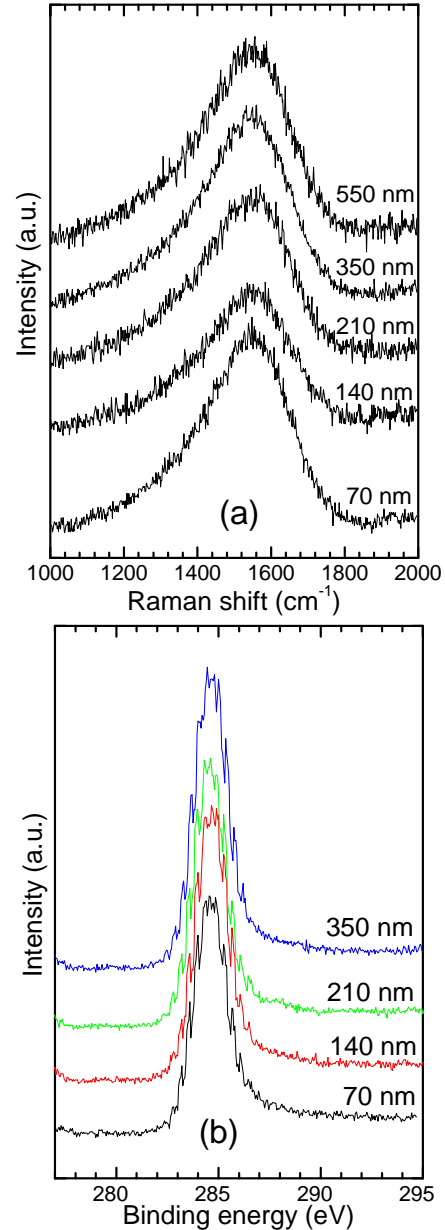 550 nm
350 nm
210 nm
140 nm
70 nm
(a)
Intensity (a.u.)
1000 1200 1400 1600 1800 2000
Raman shift (cm⁻¹)
350 nm
210 nm
140 nm
70 nm
(b)
Intensity (a.u.)
280 285 290 295
Binding energy (eV)